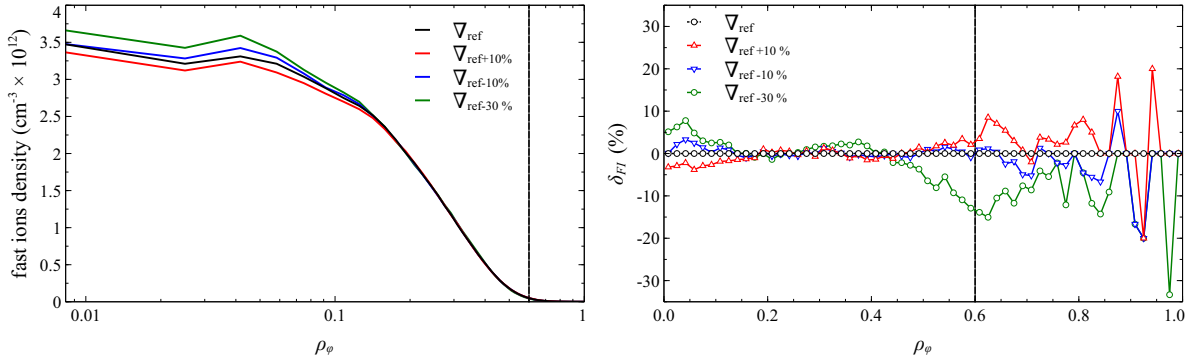 fast ions density (cm⁻³ × 10¹²)
4
3.5
3
2.5
2
1.5
1
0.5
0
0.01
0.1
1
ρφ
∇ref
∇ref+10%
∇ref-10%
∇ref-30 %
δFI (%)
30
20
10
0
-10
-20
-30
0.0
0.2
0.4
0.6
0.8
1.0
ρφ
∇ref
∇ref +10 %
∇ref -10 %
∇ref -30 %